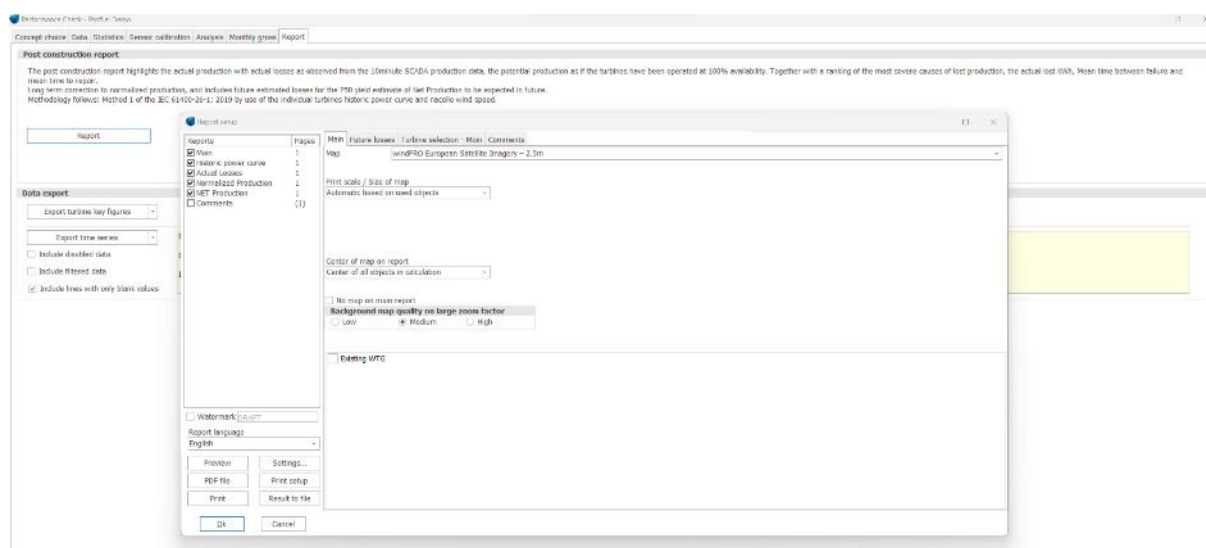 Performance Check - Profile: Demo
Concept choice Data Statistics Sensor calibration Analysis Monthly gross Report
Post construction report
The post construction report highlights the actual production with actual losses as observed from the 10minute SCADA production data, the potential production as if the turbines have been operated at 100% availability. Together with a ranking of the most severe causes of lost production, the actual lost kWh, Mean time between failure and
mean time to repair.
Long term correction to normalized production, and includes future estimated losses for the P50 yield estimate of Net Production to be expected in future.
Methodology follows: Method 1 of the IEC 61400-26-1: 2019 by use of the individual turbines historic power curve and nacelle wind speed.
Report
Data export
Export turbine key figures
Export time series
Include disabled data
Include filtered data
Include lines with only blank values
Report setup
Reports Pages
Main 1
Historic power curve 1
Actual Losses 1
Normalized Production 1
NET Production 1
Comments (1)
Watermark DRAFT
Report language
English
Preview Settings...
PDF file Print setup
Print Result to file
Ok Cancel
Main Future losses Turbine selection - Main Comments
Map windPRO European Satellite Imagery – 2.5m
Print scale / Size of map
Automatic based on used objects
Center of map on report
Center of all objects in calculation
No map on main report
Background map quality on large zoom factor
Low Medium High
Existing WTG